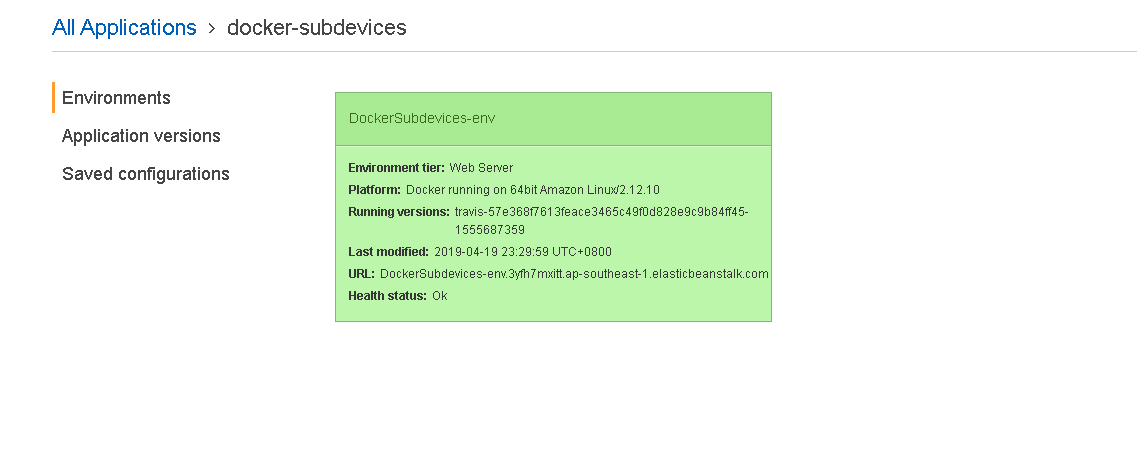 All Applications › docker-subdevices
Environments
Application versions
Saved configurations
DockerSubdevices-env
Environment tier: Web Server
Platform: Docker running on 64bit Amazon Linux/2.12.10
Running versions: travis-57e368f7613feace3465c49f0d828e9c9b84ff45-
1555687359
Last modified: 2019-04-19 23:29:59 UTC+0800
URL: DockerSubdevices-env.3yfh7mxitt.ap-southeast-1.elasticbeanstalk.com
Health status: Ok